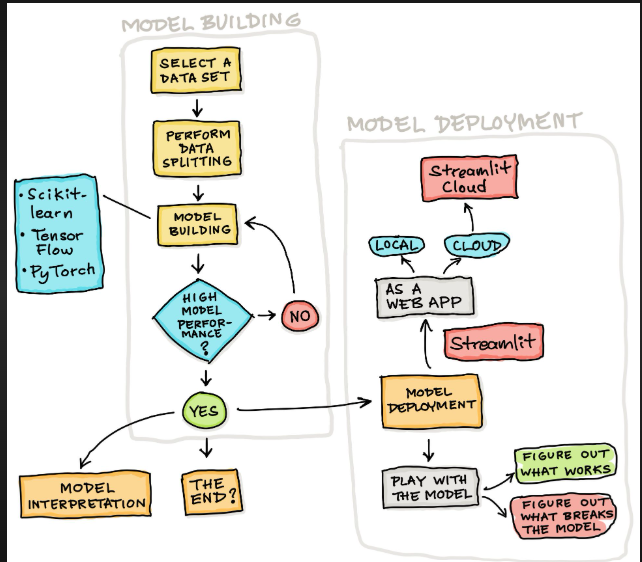 MODEL BUILDING
SELECT A
DATA SET
PERFORM
DATA
SPLITTING
• Scikit-
learn
• Tensor
Flow
• PyTorch
MODEL
BUILDING
HIGH
MODEL
PERFOR-
MANCE
?
NO
YES
MODEL
INTERPRETATION
THE
END?
MODEL DEPLOYMENT
Streamlit
Cloud
LOCAL
CLOUD
AS A
WEB APP
Streamlit
MODEL
DEPLOYMENT
PLAY WITH
THE MODEL
FIGURE OUT
WHAT WORKS
FIGURE OUT
WHAT BREAKS
THE MODEL